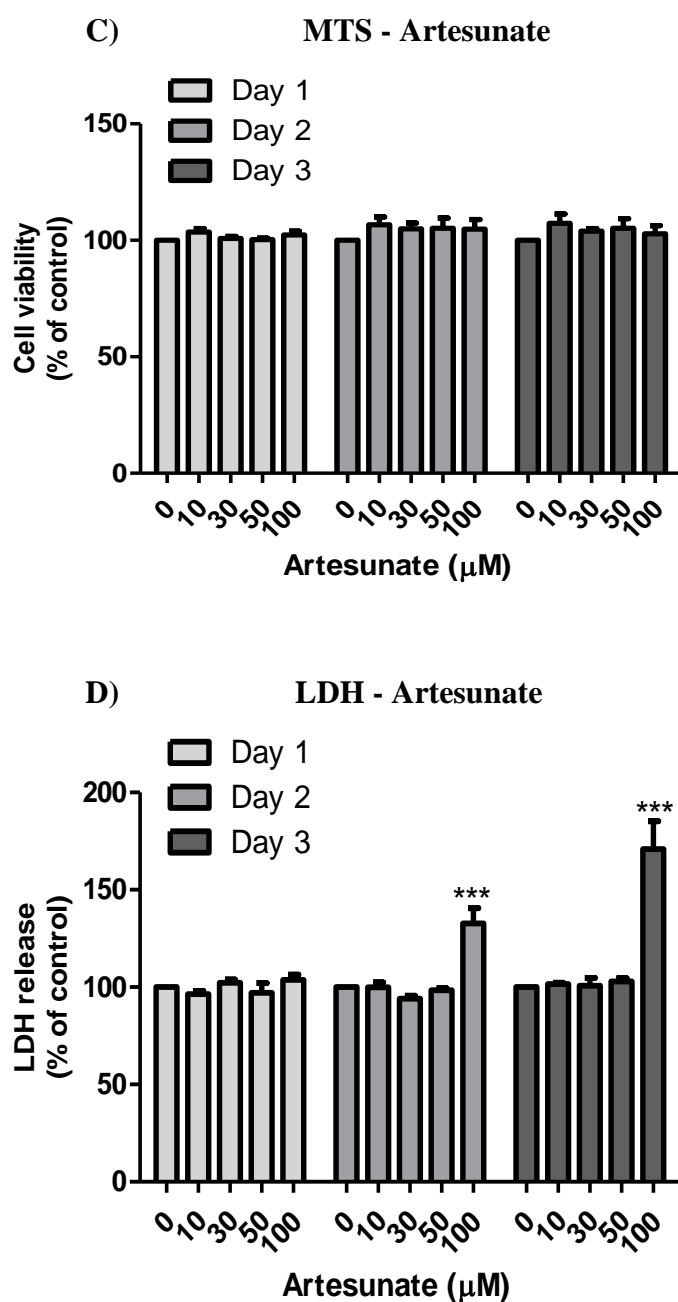 C) MTS - Artesunate
Day 1
Day 2
Day 3
150
100
50
0
Cell viability
(% of control)
0 10 30 50 100 0 10 30 50 100 0 10 30 50 100
Artesunate (μM)
D) LDH - Artesunate
Day 1
Day 2
Day 3
200
150
100
50
0
LDH release
(% of control)
***
***
0 10 30 50 100 0 10 30 50 100 0 10 30 50 100
Artesunate (μM)